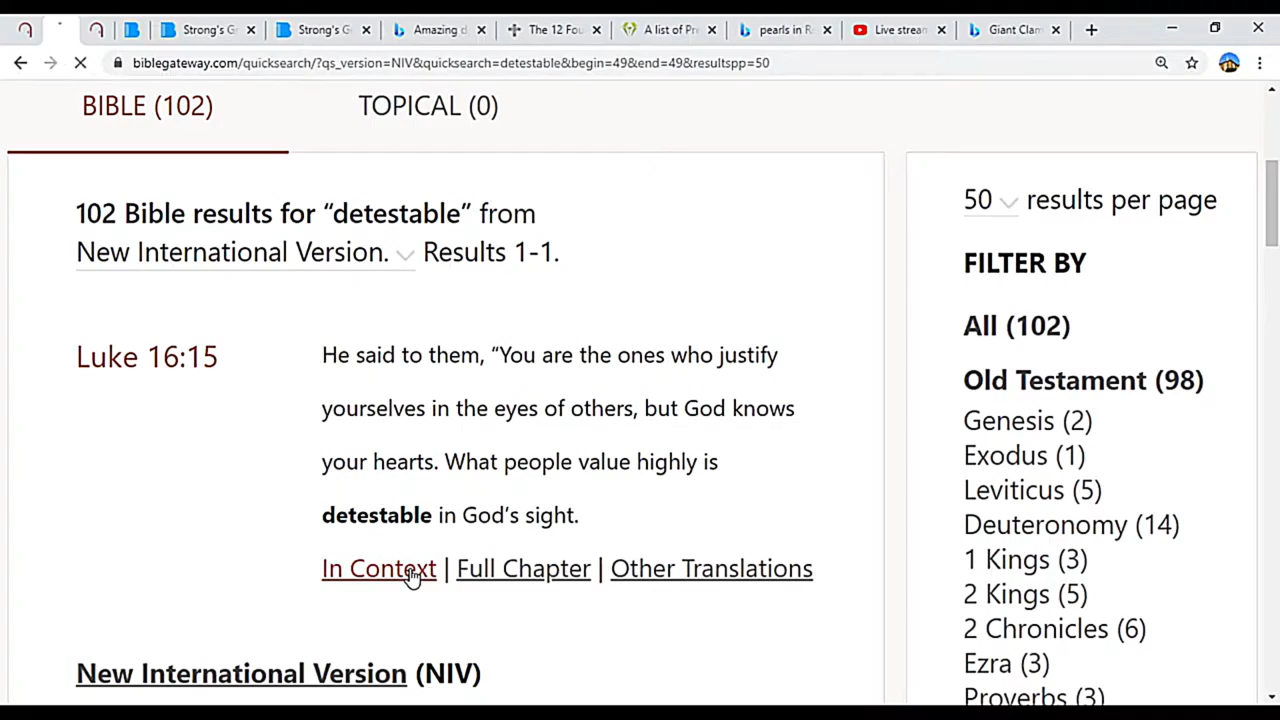 Strong's G
Strong's G
Amazing d
The 12 Fou
A list of Pr
pearls in R
Live strean
Giant Clam
biblegateway.com/quicksearch/?qs_version=NIV&quicksearch=detestable&begin=49&end=49&resultspp=50
BIBLE (102)
TOPICAL (0)
102 Bible results for “detestable” from
New International Version. Results 1-1.
Luke 16:15
He said to them, “You are the ones who justify
yourselves in the eyes of others, but God knows
your hearts. What people value highly is
detestable in God’s sight.
In Context | Full Chapter | Other Translations
New International Version (NIV)
50 results per page
FILTER BY
All (102)
Old Testament (98)
Genesis (2)
Exodus (1)
Leviticus (5)
Deuteronomy (14)
1 Kings (3)
2 Kings (5)
2 Chronicles (6)
Ezra (3)
Proverbs (3)